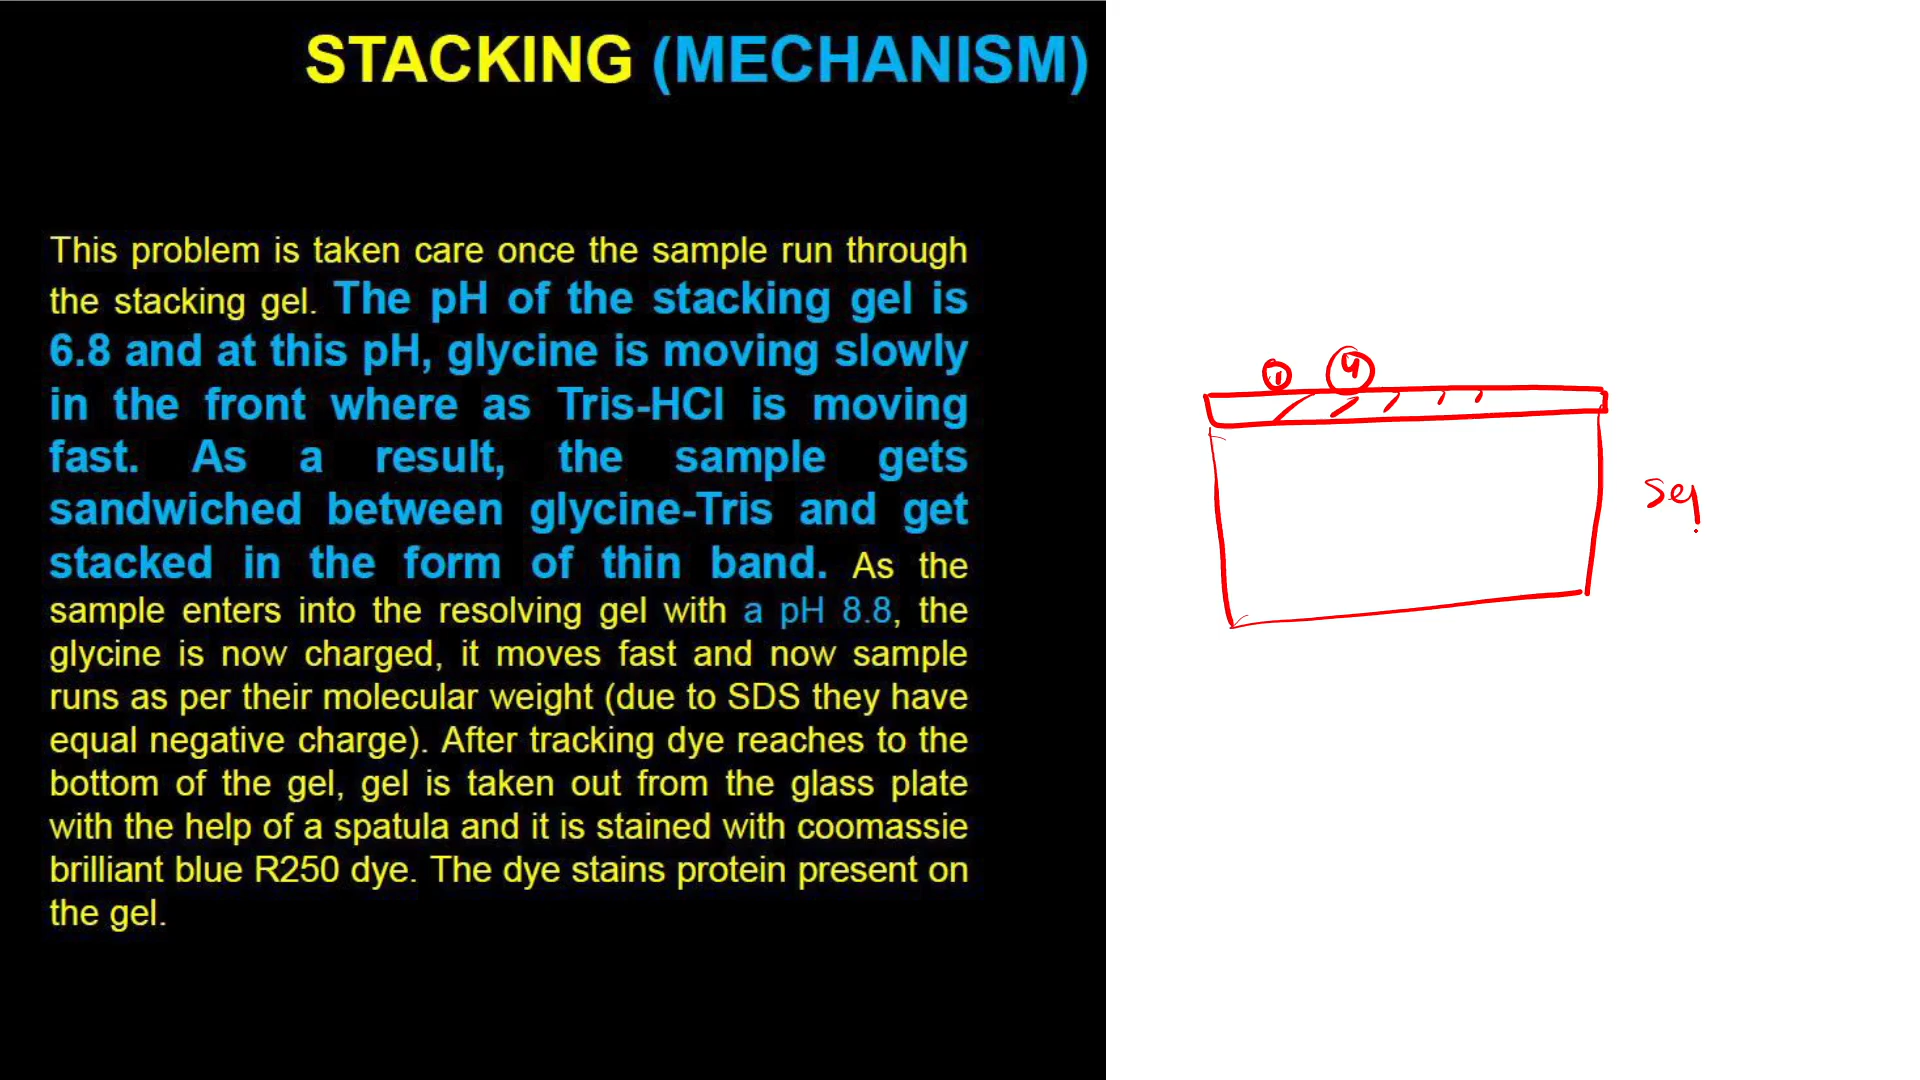 STACKING (MECHANISM)
This problem is taken care once the sample run through
the stacking gel. The pH of the stacking gel is
6.8 and at this pH, glycine is moving slowly
in the front where as Tris-HCl is moving
fast. As a result, the sample gets
sandwiched between glycine-Tris and get
stacked in the form of thin band. As the
sample enters into the resolving gel with a pH 8.8, the
glycine is now charged, it moves fast and now sample
runs as per their molecular weight (due to SDS they have
equal negative charge). After tracking dye reaches to the
bottom of the gel, gel is taken out from the glass plate
with the help of a spatula and it is stained with coomassie
brilliant blue R250 dye. The dye stains protein present on
the gel.